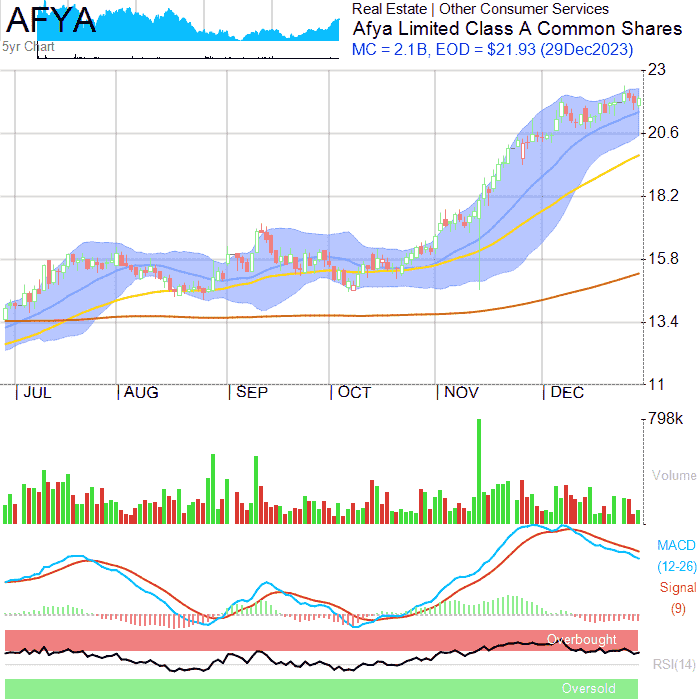 AFYA
5yr Chart
Real Estate | Other Consumer Services
Afya Limited Class A Common Shares
MC = 2.1B, EOD = $21.93 (29Dec2023)
23
20.6
18.2
15.8
13.4
11
JUL AUG SEP OCT NOV DEC
798k
Volume
MACD
(12-26)
Signal
(9)
Overbought
RSI(14)
Oversold